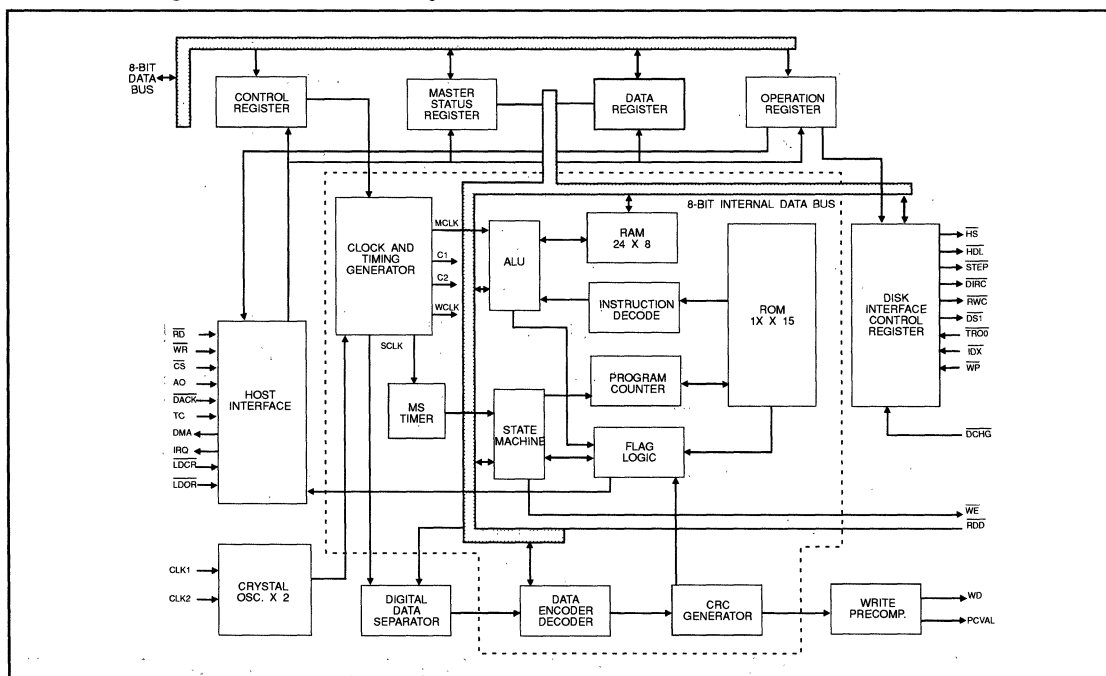 8-BIT
DATA
BUS
CONTROL
REGISTER
MASTER
STATUS
REGISTER
DATA
REGISTER
OPERATION
REGISTER
8-BIT INTERNAL DATA BUS
CLOCK AND
TIMING
GENERATOR
MCLK
C1
C2
WCLK
SCLK
ALU
RAM
24 X 8
INSTRUCTION
DECODE
ROM
1X X 15
PROGRAM
COUNTER
MS
TIMER
STATE
MACHINE
FLAG
LOGIC
DISK
INTERFACE
CONTROL
REGISTER
HS
HDL
STEP
DIRC
RWC
DS1
TRO0
IDX
WP
DCHG
WE
RDD
RD
WR
CS
AO
DACK
TC
DMA
IRQ
LDCR
LDOR
HOST
INTERFACE
CLK1
CLK2
CRYSTAL
OSC. X 2
DIGITAL
DATA
SEPARATOR
DATA
ENCODER
DECODER
CRC
GENERATOR
WRITE
PRECOMP.
WD
PCVAL